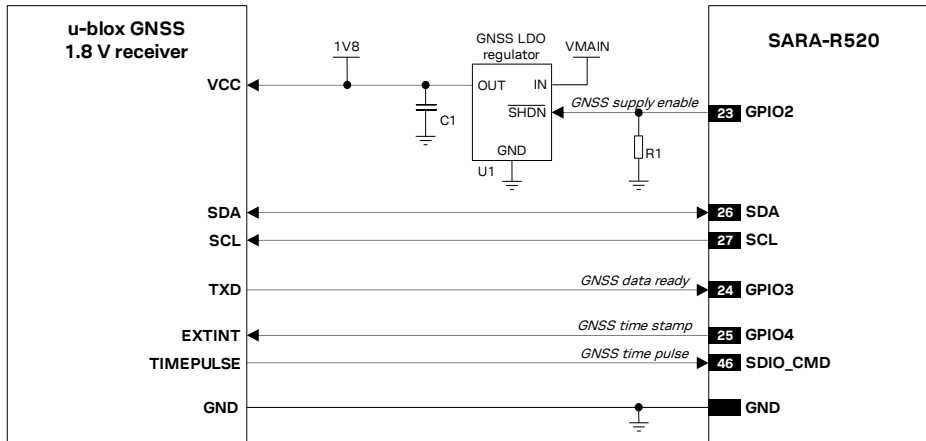 u-blox GNSS
1.8 V receiver
SARA-R520
GNSS LDO
regulator
1V8
VMAIN
VCC
OUT
IN
C1
SHDN
GNSS supply enable
23 GPIO2
GND
R1
U1
SDA
26 SDA
SCL
27 SCL
TXD
GNSS data ready
24 GPIO3
EXTINT
GNSS time stamp
25 GPIO4
TIMEPULSE
GNSS time pulse
46 SDIO_CMD
GND
GND